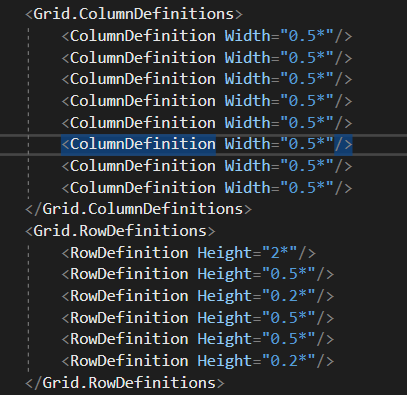 <Grid.ColumnDefinitions>
<ColumnDefinition Width="0.5*"/>
<ColumnDefinition Width="0.5*"/>
<ColumnDefinition Width="0.5*"/>
<ColumnDefinition Width="0.5*"/>
<ColumnDefinition Width="0.5*"/>
<ColumnDefinition Width="0.5*"/>
<ColumnDefinition Width="0.5*"/>
<ColumnDefinition Width="0.5*"/>
</Grid.ColumnDefinitions>
<Grid.RowDefinitions>
<RowDefinition Height="2*"/>
<RowDefinition Height="0.5*"/>
<RowDefinition Height="0.2*"/>
<RowDefinition Height="0.5*"/>
<RowDefinition Height="0.5*"/>
<RowDefinition Height="0.2*"/>
</Grid.RowDefinitions>